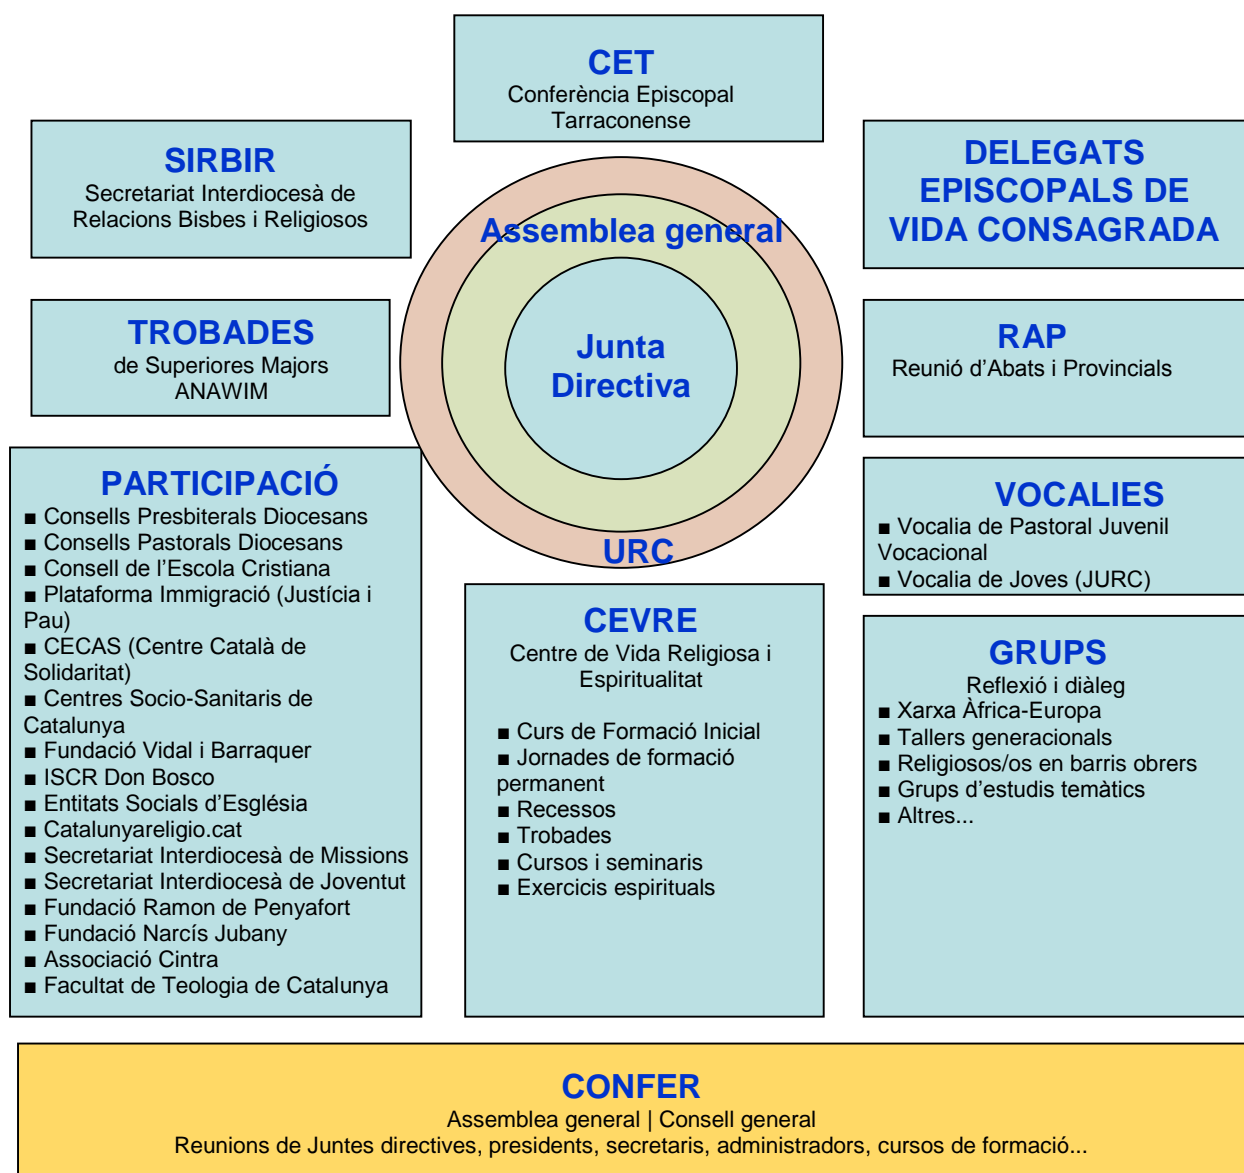 CET
Conferència Episcopal
Tarraconense
SIRBIR
Secretariat Interdiocesà de
Relacions Bisbes i Religiosos
DELEGATS
EPISCOPALS DE
VIDA CONSAGRADA
Assemblea general
Junta
Directiva
URC
TROBADES
de Superiores Majors
ANAWIM
RAP
Reunió d’Abats i Provincials
PARTICIPACIÓ
■ Consells Presbiterals Diocesans
■ Consells Pastorals Diocesans
■ Consell de l’Escola Cristiana
■ Plataforma Immigració (Justícia i
Pau)
■ CECAS (Centre Català de
Solidaritat)
■ Centres Socio-Sanitaris de
Catalunya
■ Fundació Vidal i Barraquer
■ ISCR Don Bosco
■ Entitats Socials d’Església
■ Catalunyareligio.cat
■ Secretariat Interdiocesà de Missions
■ Secretariat Interdiocesà de Joventut
■ Fundació Ramon de Penyafort
■ Fundació Narcís Jubany
■ Associació Cintra
■ Facultat de Teologia de Catalunya
VOCALIES
■ Vocalia de Pastoral Juvenil
Vocacional
■ Vocalia de Joves (JURC)
CEVRE
Centre de Vida Religiosa i
Espiritualitat
■ Curs de Formació Inicial
■ Jornades de formació
permanent
■ Recessos
■ Trobades
■ Cursos i seminaris
■ Exercicis espirituals
GRUPS
Reflexió i diàleg
■ Xarxa Àfrica-Europa
■ Tallers generacionals
■ Religiosos/os en barris obrers
■ Grups d’estudis temàtics
■ Altres...
CONFER
Assemblea general | Consell general
Reunions de Juntes directives, presidents, secretaris, administradors, cursos de formació...